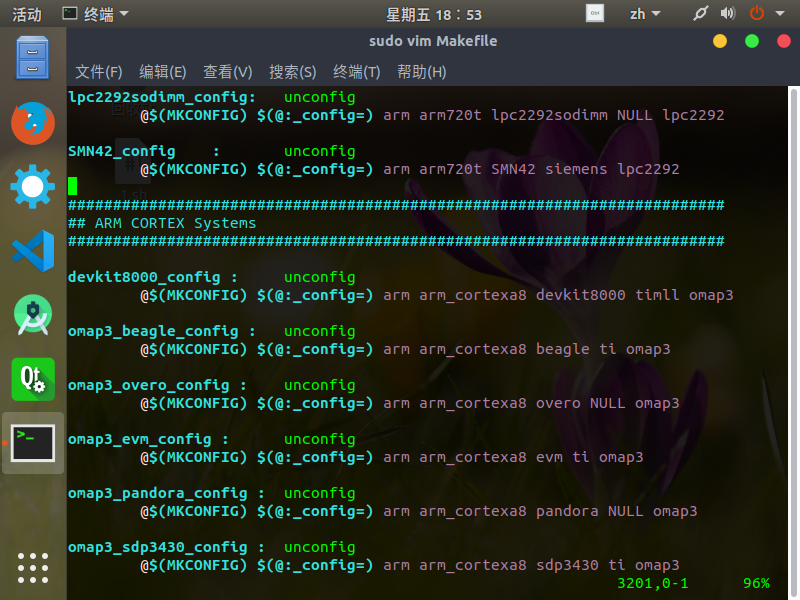 活动 终端 星期五 18：53 zh
sudo vim Makefile
文件(F) 编辑(E) 查看(V) 搜索(S) 终端(T) 帮助(H)
lpc2292sodimm_config: unconfig
@$(MKCONFIG) $(@:_config=) arm arm720t lpc2292sodimm NULL lpc2292
SMN42_config : unconfig
@$(MKCONFIG) $(@:_config=) arm arm720t SMN42 siemens lpc2292
#########################################################################
## ARM CORTEX Systems
#########################################################################
devkit8000_config : unconfig
@$(MKCONFIG) $(@:_config=) arm arm_cortexa8 devkit8000 timll omap3
omap3_beagle_config : unconfig
@$(MKCONFIG) $(@:_config=) arm arm_cortexa8 beagle ti omap3
omap3_overo_config : unconfig
@$(MKCONFIG) $(@:_config=) arm arm_cortexa8 overo NULL omap3
omap3_evm_config : unconfig
@$(MKCONFIG) $(@:_config=) arm arm_cortexa8 evm ti omap3
omap3_pandora_config : unconfig
@$(MKCONFIG) $(@:_config=) arm arm_cortexa8 pandora NULL omap3
omap3_sdp3430_config : unconfig
@$(MKCONFIG) $(@:_config=) arm arm_cortexa8 sdp3430 ti omap3
3201,0-1 96%
Qt